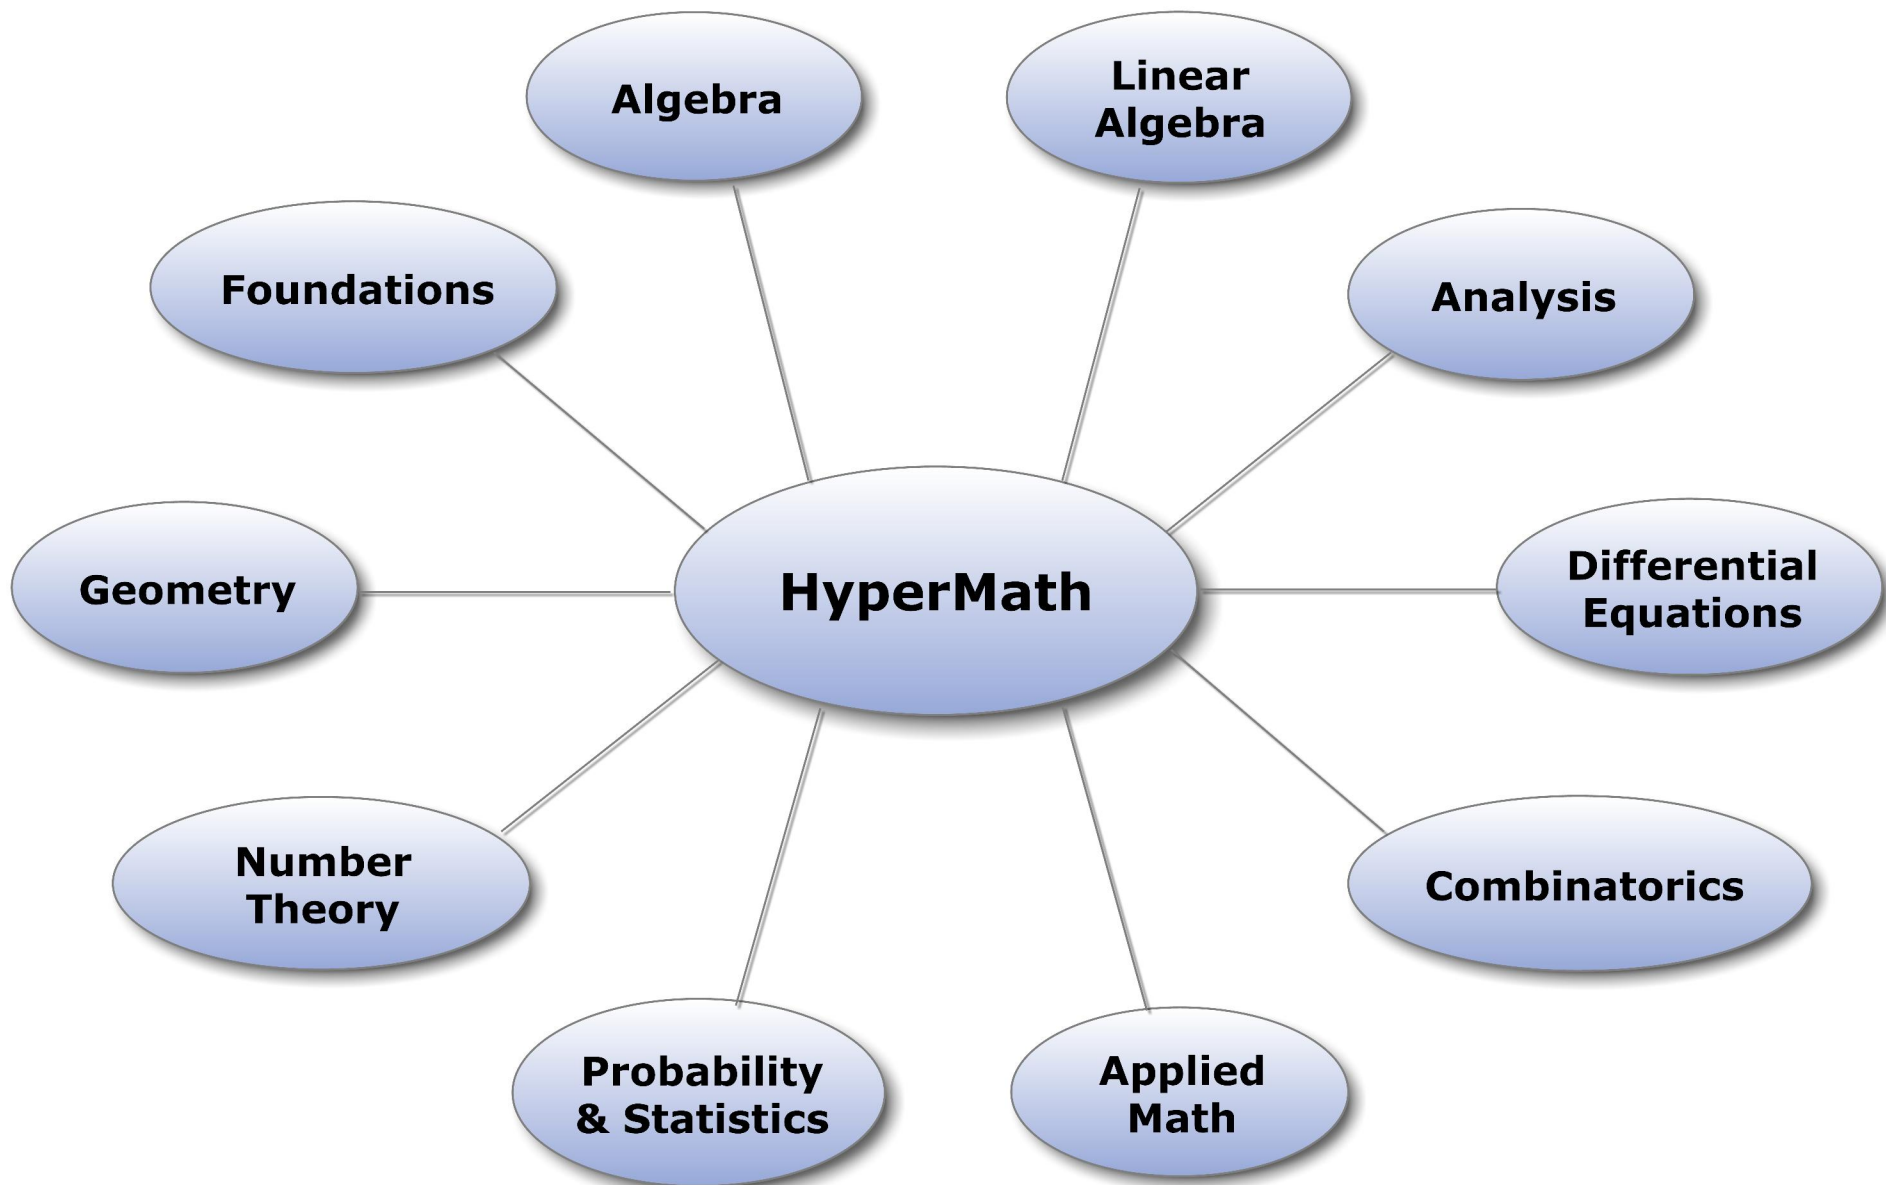 Algebra
Linear
Algebra
Foundations
Analysis
Geometry
HyperMath
Differential
Equations
Number
Theory
Combinatorics
Probability
& Statistics
Applied
Math